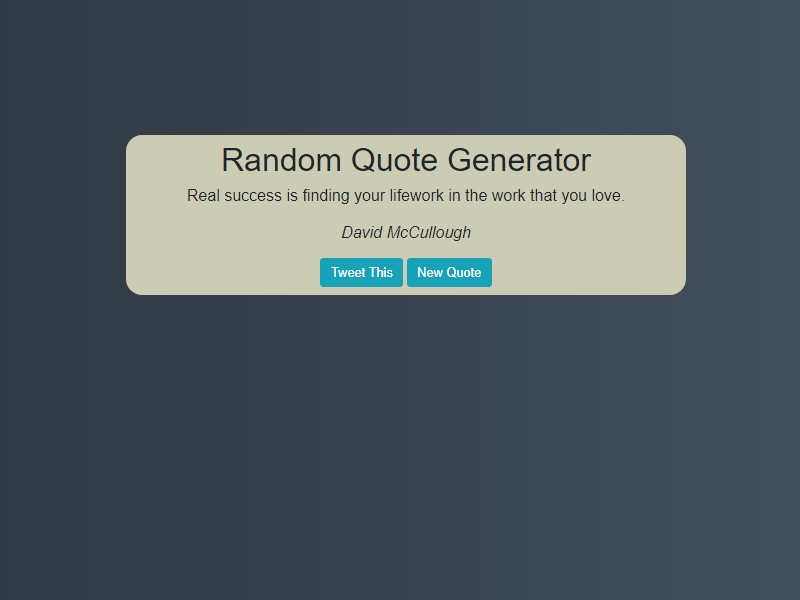 Random Quote Generator
Real success is finding your lifework in the work that you love.
David McCullough
Tweet This New Quote